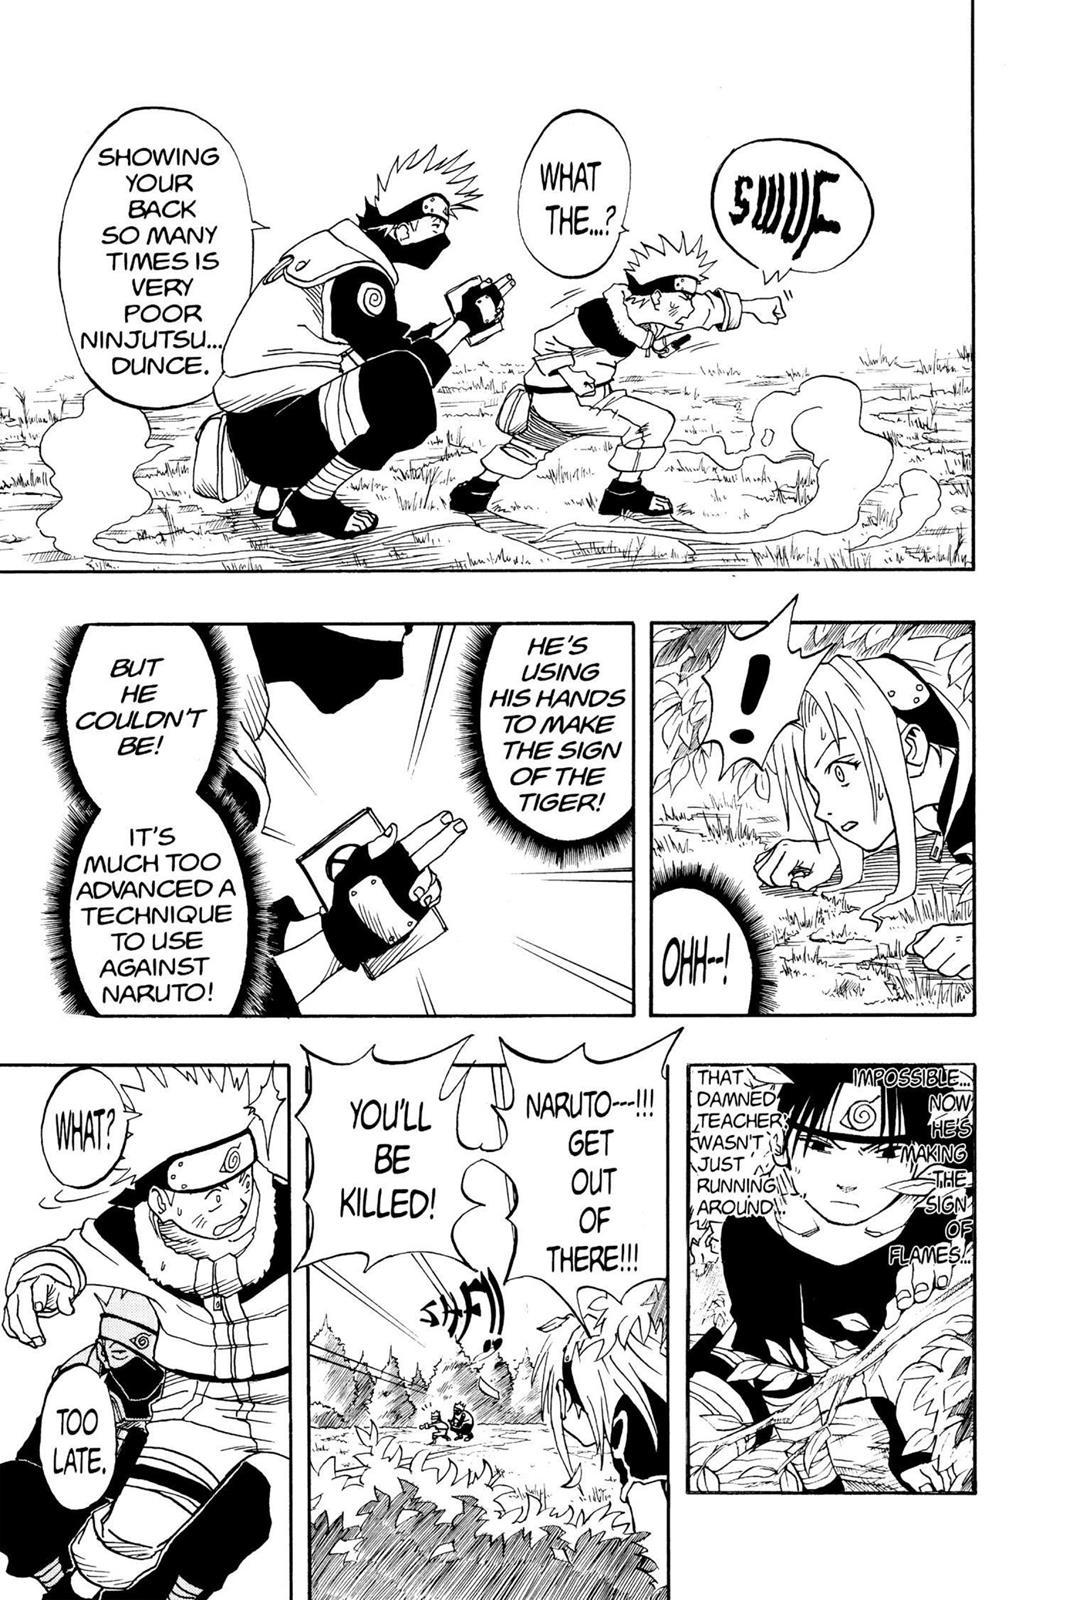 SWUF
WHAT
THE...?
SHOWING
YOUR
BACK
SO MANY
TIMES IS
VERY
POOR
NINJUTSU...
DUNCE.
!
OHH--!
HE'S
USING
HIS HANDS
TO MAKE
THE SIGN
OF THE
TIGER!
BUT
HE
COULDN'T
BE!
IT'S
MUCH TOO
ADVANCED A
TECHNIQUE
TO USE
AGAINST
NARUTO!
IMPOSSIBLE...
NOW
HE'S
MAKING
THE
SIGN
OF
FLAMES...
THAT
DAMNED
TEACHER
WASN'T
JUST
RUNNING
AROUND...
NARUTO---!!!
GET
OUT
OF
THERE!!!
YOU'LL
BE
KILLED!
SHF!!
WHAT?
TOO
LATE.